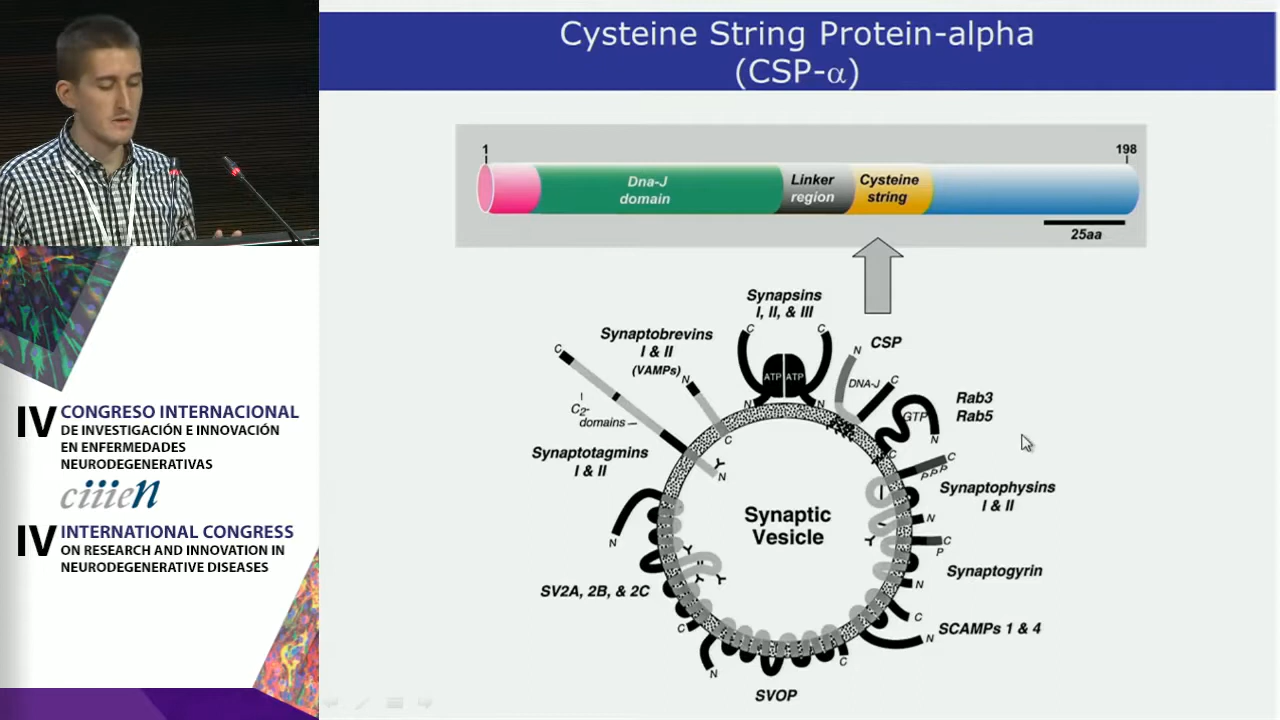 Cysteine String Protein-alpha
(CSP-α)
1
198
Dna-J
domain
Linker
region
Cysteine
string
25aa
Synapsins
I, II, & III
C
C
ATP
ATP
N
N
Synaptobrevins
I & II
(VAMPs)
N
C
C
C2-
domains
Synaptotagmins
I & II
N
CSP
N
DNA-J
C
Rab3
Rab5
GTP
N
C
C
P
P
P
Synaptophysins
I & II
N
C
P
Synaptogyrin
N
C
SCAMPs 1 & 4
N
Synaptic
Vesicle
N
SV2A, 2B, & 2C
C
N
C
SVOP
IV CONGRESO INTERNACIONAL
DE INVESTIGACIÓN E INNOVACIÓN
EN ENFERMEDADES
NEURODEGENERATIVAS
ciiien
IV INTERNATIONAL CONGRESS
ON RESEARCH AND INNOVATION IN
NEURODEGENERATIVE DISEASES